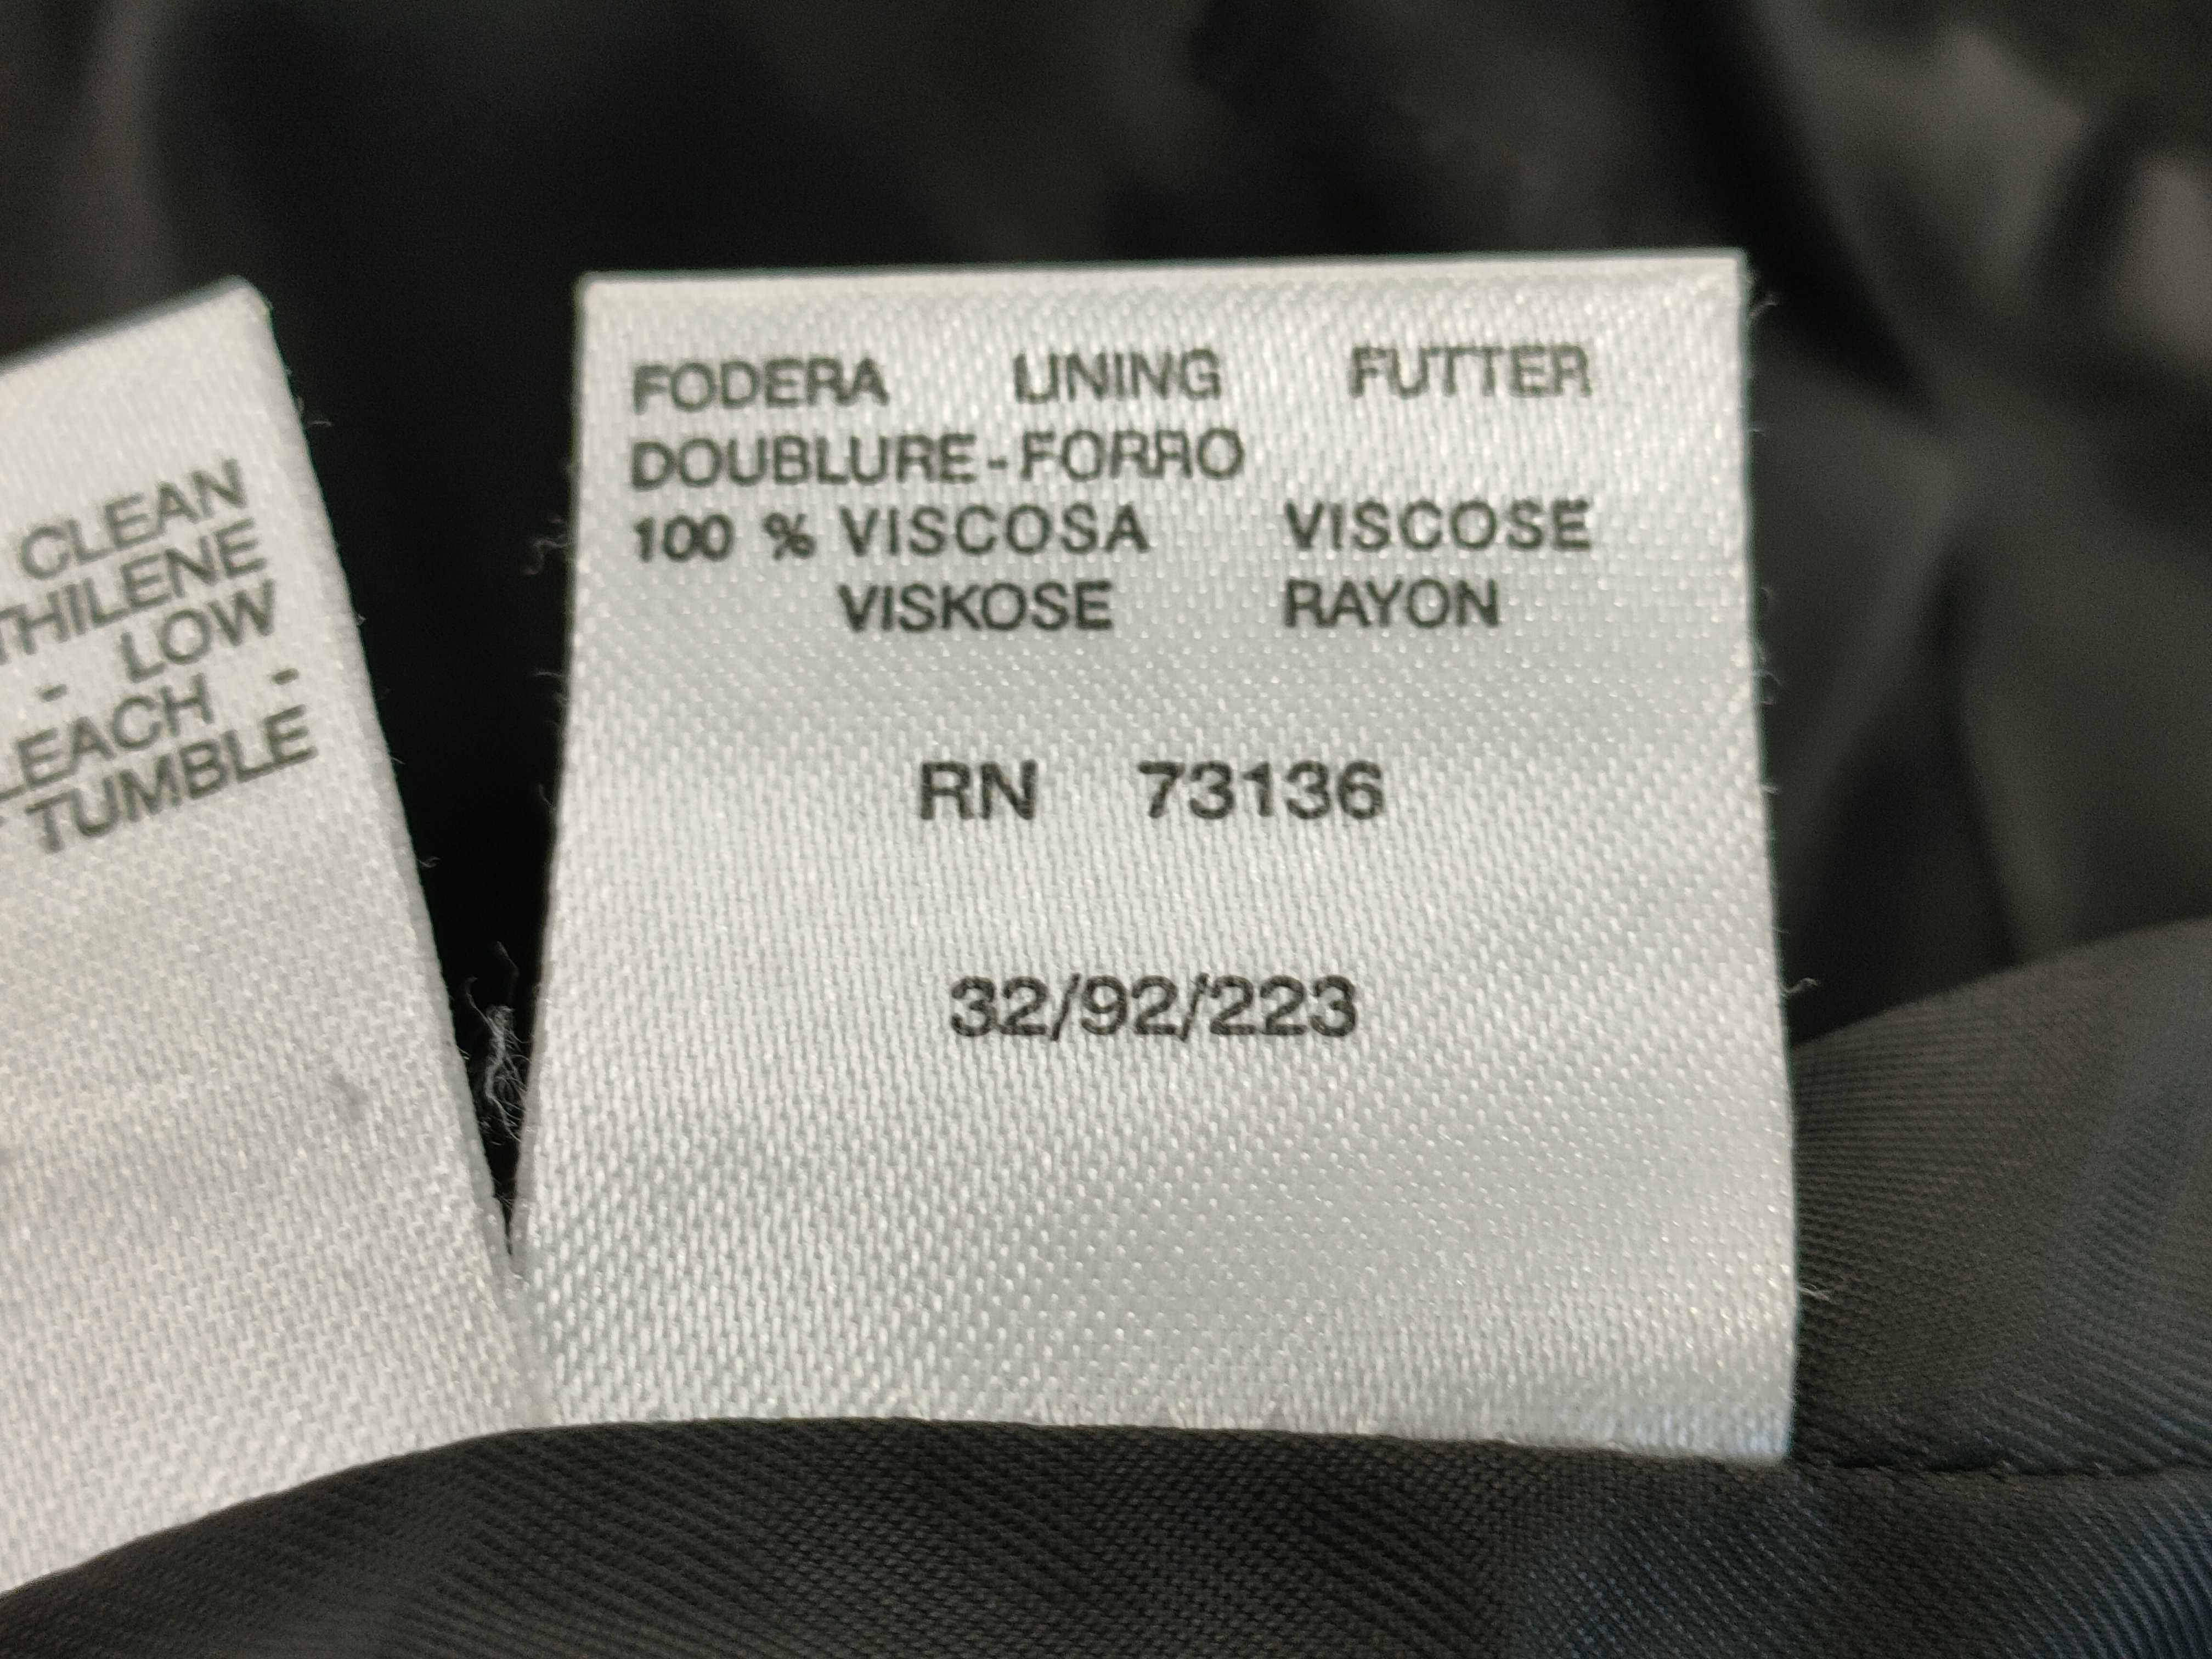 CLEAN
THILENE
- LOW
LEACH -
TUMBLE
FODERA LINING FUTTER
DOUBLURE-FORRO
100 % VISCOSA VISCOSE
VISKOSE RAYON
RN 73136
32/92/223